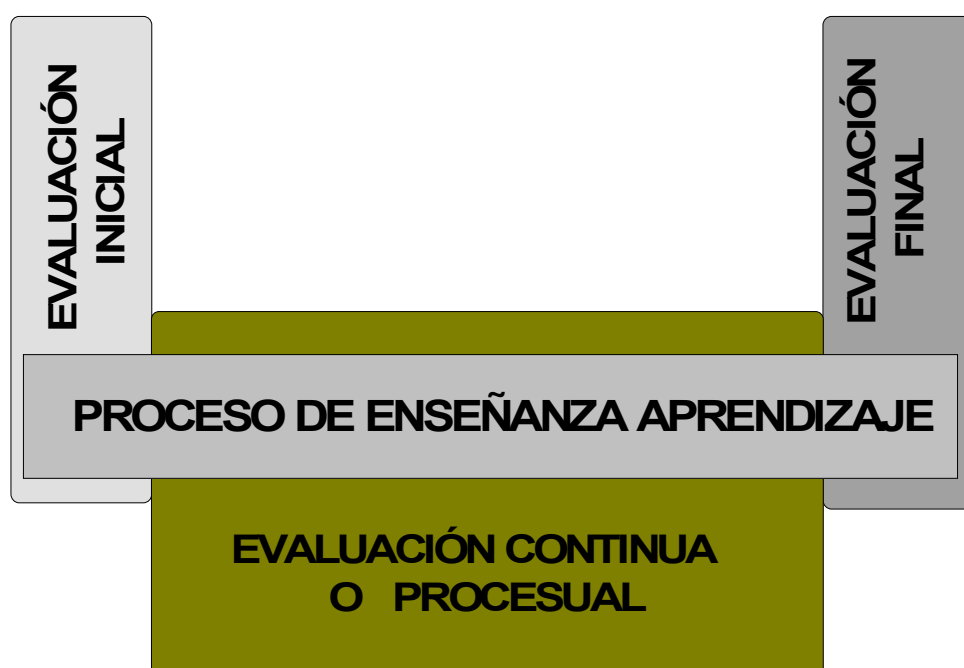 EVALUACIÓN
INICIAL
EVALUACIÓN
FINAL
PROCESO DE ENSEÑANZA APRENDIZAJE
EVALUACIÓN CONTINUA
O PROCESUAL